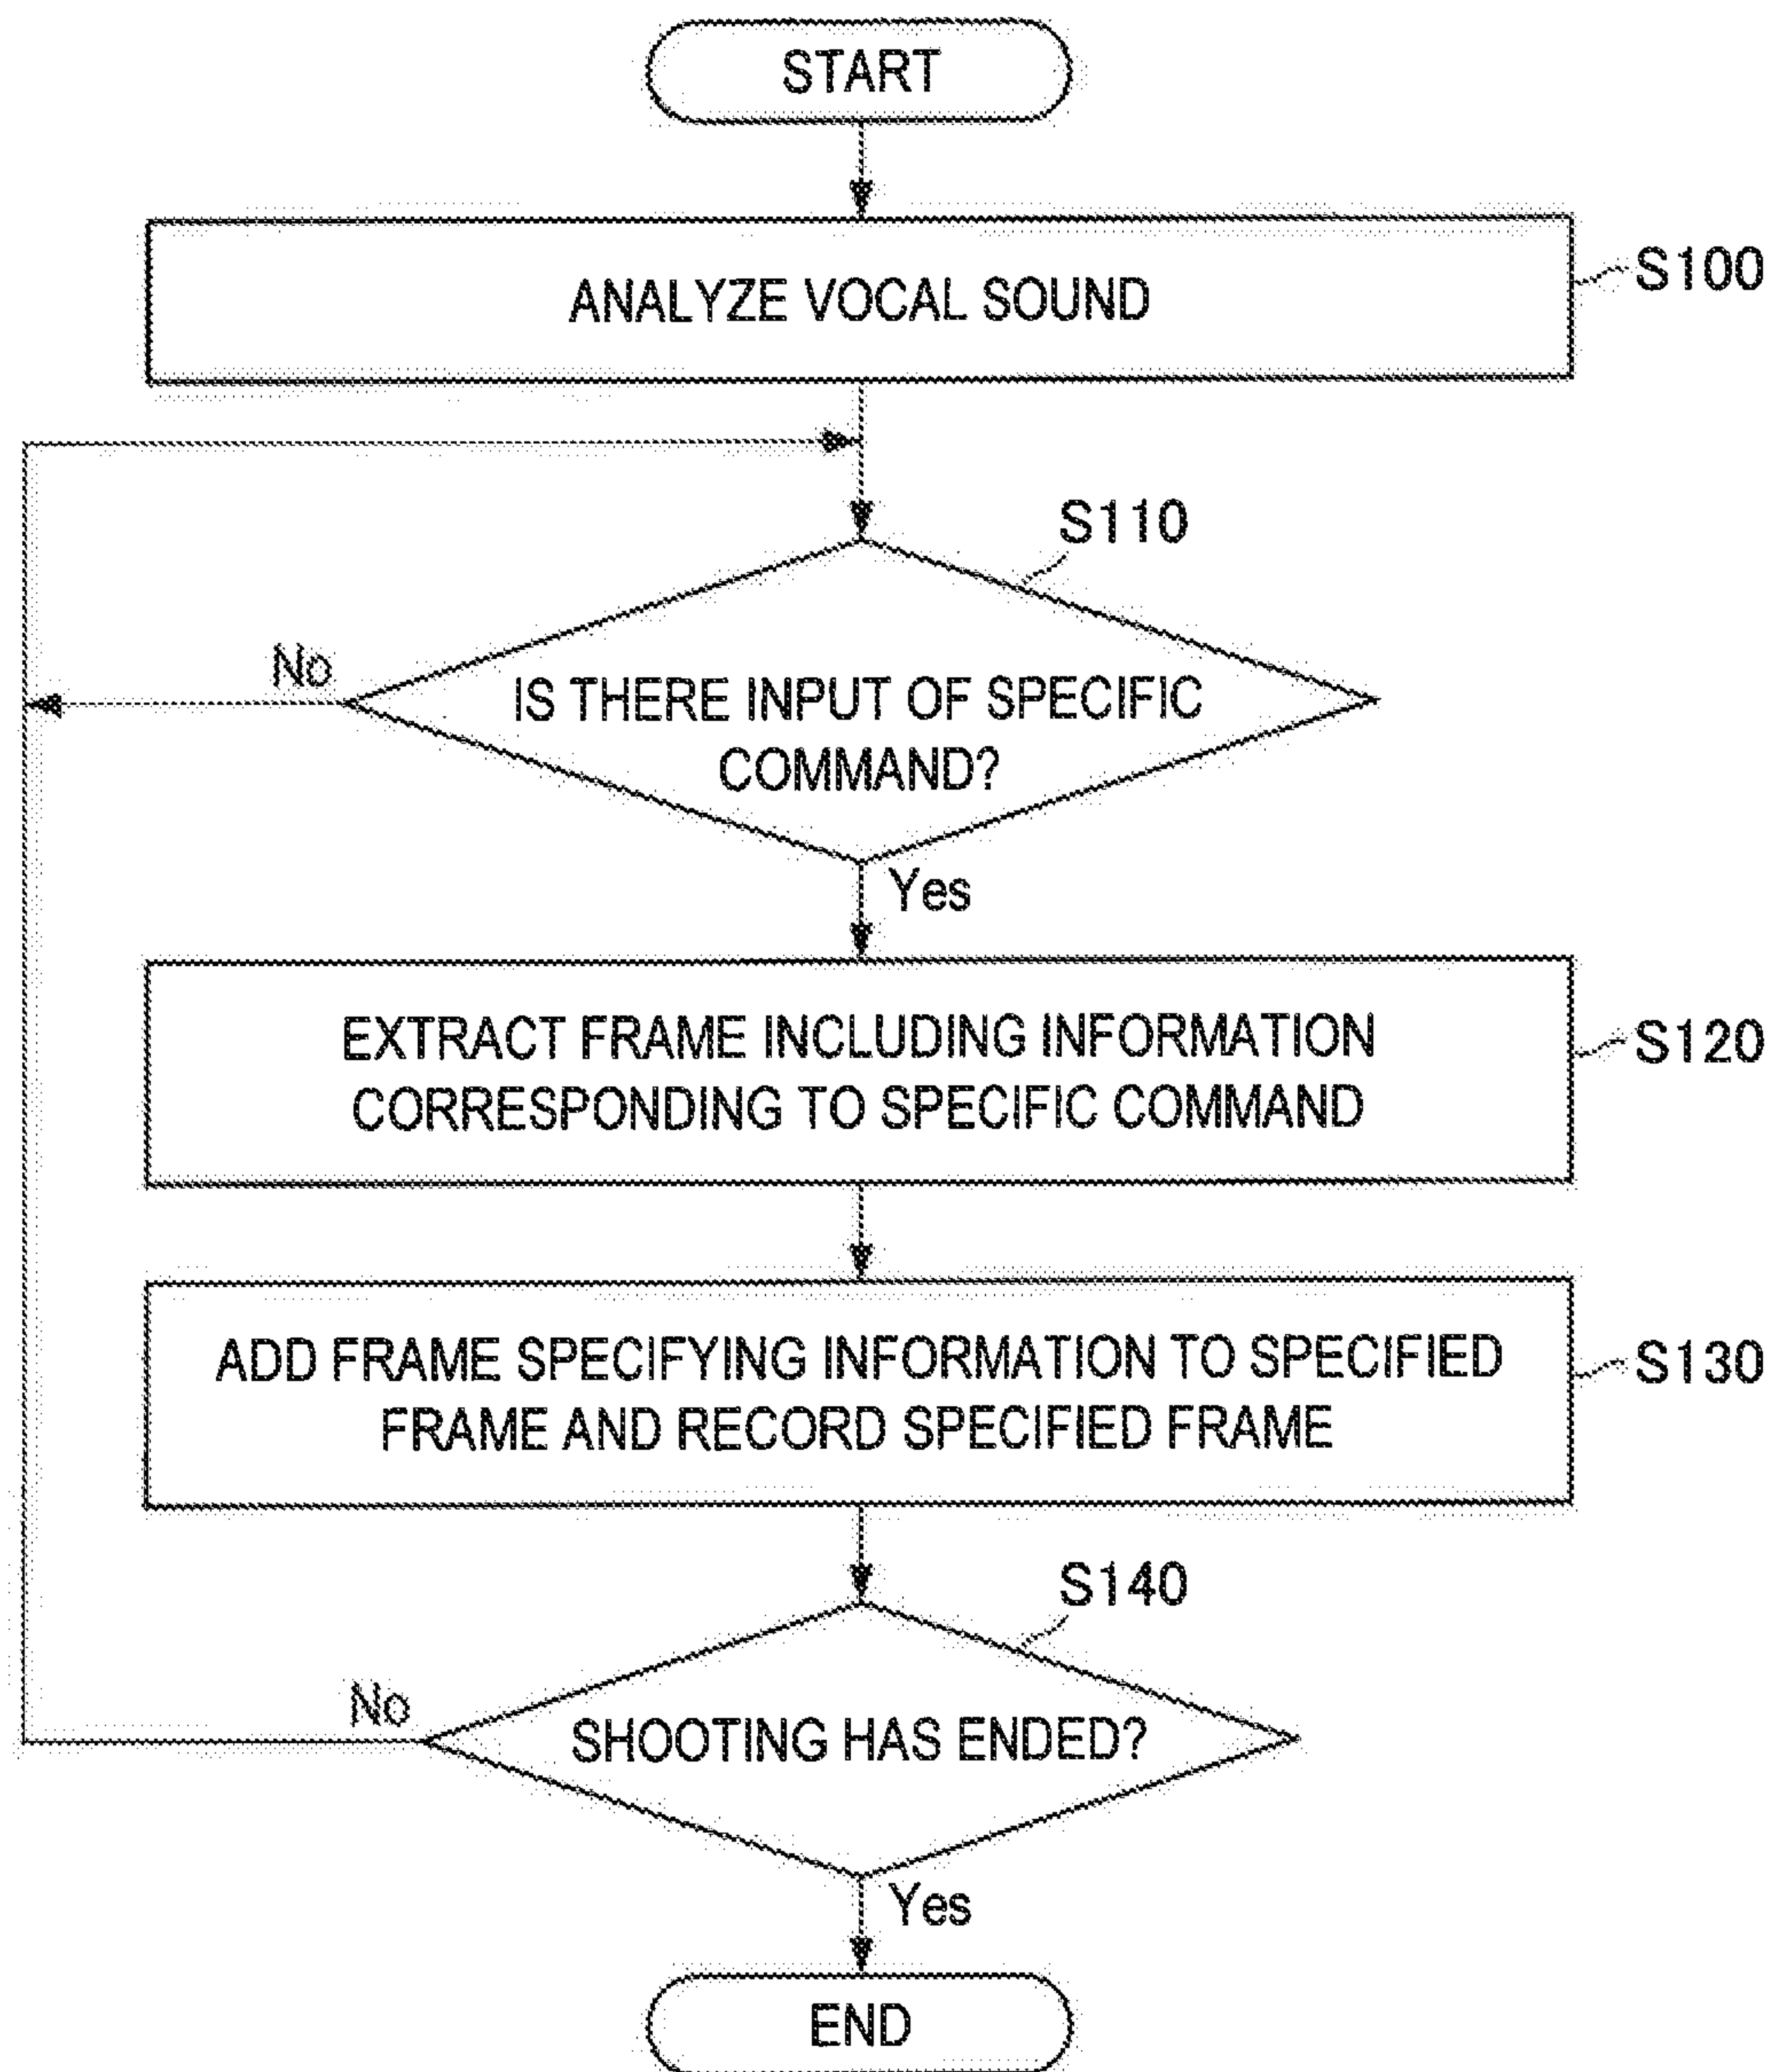 START
ANALYZE VOCAL SOUND
S100
S110
No
IS THERE INPUT OF SPECIFIC
COMMAND?
Yes
EXTRACT FRAME INCLUDING INFORMATION
CORRESPONDING TO SPECIFIC COMMAND
S120
ADD FRAME SPECIFYING INFORMATION TO SPECIFIED
FRAME AND RECORD SPECIFIED FRAME
S130
S140
No
SHOOTING HAS ENDED?
Yes
END